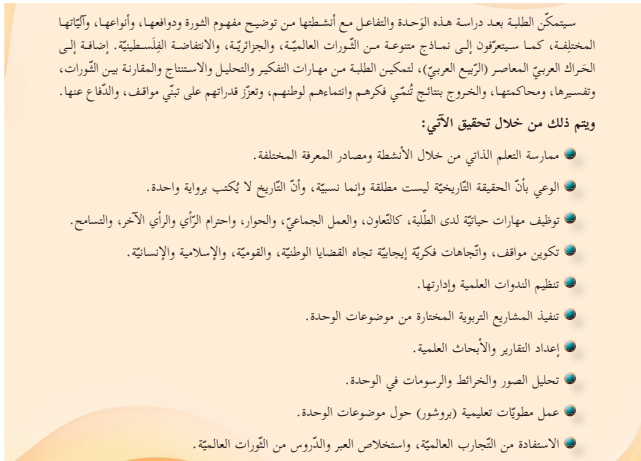 سيتمكّن الطلبة بعد دراسة هذه الوَحدة والتفاعل مع أنشطتها من توضيح مفهوم الثورة ودوافعها، وأنواعها، وآليّاتها
المختلِفة، كما سيتعرّفون إلى نماذج متنوعة من الثّورات العالميّة، والجزائريّة، والانتفاضة الفِلَسطينيّة. إضافة إلى
الحَراك العربيّ المعاصر (الرّبيع العربيّ)، لتمكين الطلبة من مهارات التفكير والتحليل والاستنتاج والمقارنة بين الثّورات،
وتفسيرها، ومحاكمتها، والخروج بنتائج تُنمّي فكرهم وانتماءهم لوطنهم، وتعزّز قدراتهم على تبنّي مواقف، والدّفاع عنها.
ويتم ذلك من خلال تحقيق الآتي:
ممارسة التعلم الذاتي من خلال الأنشطة ومصادر المعرفة المختلفة.
الوعي بأنّ الحقيقة التّاريخيّة ليست مطلقة وإنما نسبيّة، وأنّ التّاريخ لا يُكتب برواية واحدة.
توظيف مهارات حياتيّة لدى الطّلبة، كالتّعاون، والعمل الجماعيّ، والحوار، واحترام الرّأي والرأي الآخر، والتسامح.
تكوين مواقف، واتّجاهات فكريّة إيجابيّة تجاه القضايا الوطنيّة، والقوميّة، والإسلامية والإنسانيّة.
تنظيم الندوات العلمية وإدارتها.
تنفيذ المشاريع التربوية المختارة من موضوعات الوحدة.
إعداد التقارير والأبحاث العلمية.
تحليل الصور والخرائط والرسومات في الوحدة.
عمل مطويّات تعليمية (بروشور) حول موضوعات الوحدة.
الاستفادة من التّجارب العالميّة، واستخلاص العبر والدّروس من الثّورات العالميّة.